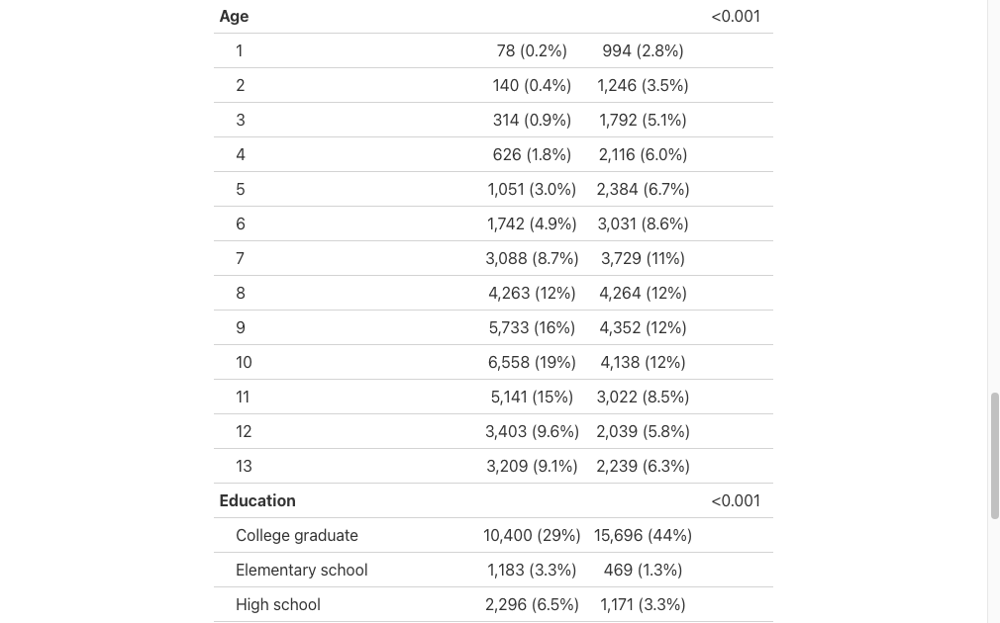 Age <0.001
1 78 (0.2%) 994 (2.8%)
2 140 (0.4%) 1,246 (3.5%)
3 314 (0.9%) 1,792 (5.1%)
4 626 (1.8%) 2,116 (6.0%)
5 1,051 (3.0%) 2,384 (6.7%)
6 1,742 (4.9%) 3,031 (8.6%)
7 3,088 (8.7%) 3,729 (11%)
8 4,263 (12%) 4,264 (12%)
9 5,733 (16%) 4,352 (12%)
10 6,558 (19%) 4,138 (12%)
11 5,141 (15%) 3,022 (8.5%)
12 3,403 (9.6%) 2,039 (5.8%)
13 3,209 (9.1%) 2,239 (6.3%)
Education <0.001
College graduate 10,400 (29%) 15,696 (44%)
Elementary school 1,183 (3.3%) 469 (1.3%)
High school 2,296 (6.5%) 1,171 (3.3%)